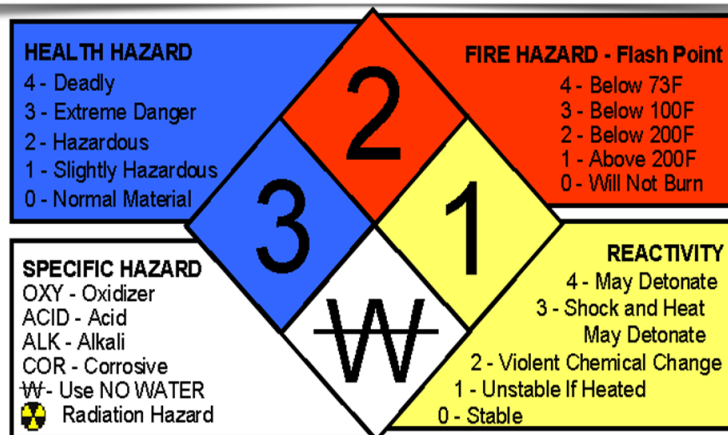 HEALTH HAZARD
4 - Deadly
3 - Extreme Danger
2 - Hazardous
1 - Slightly Hazardous
0 - Normal Material
FIRE HAZARD - Flash Point
4 - Below 73F
3 - Below 100F
2 - Below 200F
1 - Above 200F
0 - Will Not Burn
2
3
1
W
SPECIFIC HAZARD
OXY - Oxidizer
ACID - Acid
ALK - Alkali
COR - Corrosive
W - Use NO WATER
Radiation Hazard
REACTIVITY
4 - May Detonate
3 - Shock and Heat
May Detonate
2 - Violent Chemical Change
1 - Unstable If Heated
0 - Stable